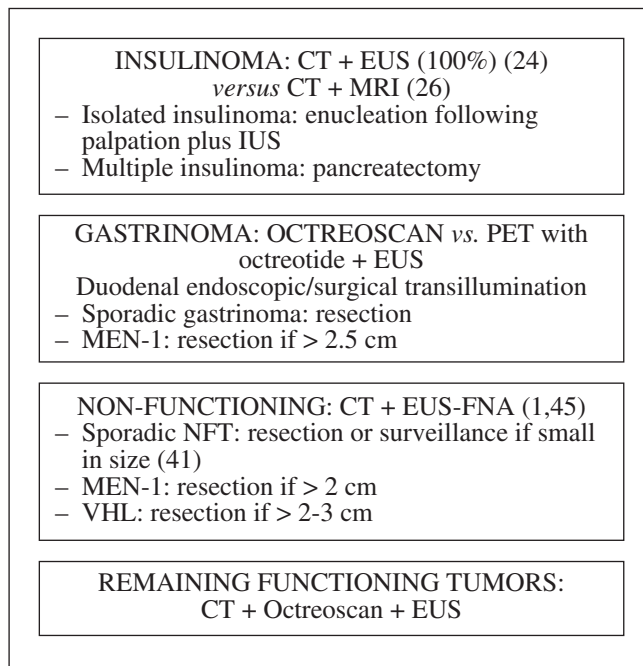 INSULINOMA: CT + EUS (100%) (24)
versus CT + MRI (26)
– Isolated insulinoma: enucleation following
palpation plus IUS
– Multiple insulinoma: pancreatectomy
GASTRINOMA: OCTREOSCAN vs. PET with
octreotide + EUS
Duodenal endoscopic/surgical transillumination
– Sporadic gastrinoma: resection
– MEN-1: resection if > 2.5 cm
NON-FUNCTIONING: CT + EUS-FNA (1,45)
– Sporadic NFT: resection or surveillance if small
in size (41)
– MEN-1: resection if > 2 cm
– VHL: resection if > 2-3 cm
REMAINING FUNCTIONING TUMORS:
CT + Octreoscan + EUS